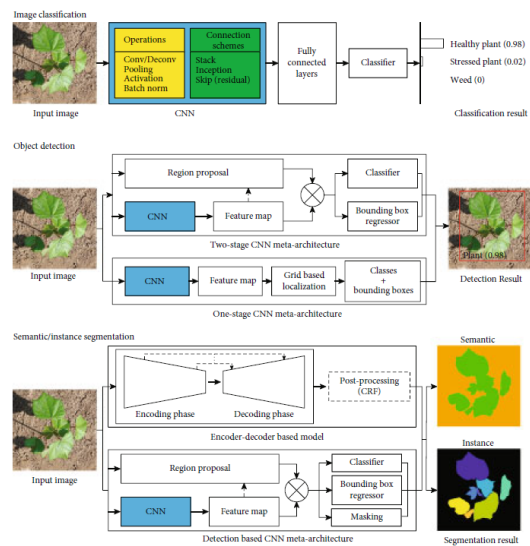 Image classification
Operations
Connection
schemes
Conv/Deconv
Pooling
Activation
Batch norm
Stack
Inception
Skip (residual)
Fully
connected
layers
Classifier
Healthy plant (0.98)
Stressed plant (0.02)
Weed (0)
Input image
CNN
Classification result
Object detection
Region proposal
Classifier
CNN
Feature map
Bounding box
regressor
Two-stage CNN meta-architecture
Plant (0.98)
Detection Result
Input image
CNN
Feature map
Grid based
localization
Classes
+
bounding boxes
One-stage CNN meta-architecture
Semantic/instance segmentation
Semantic
Encoding phase
Decoding phase
Post-processing
(CRF)
Encoder-decoder based model
Instance
Input image
Region proposal
Classifier
Bounding box
regressor
CNN
Feature map
Masking
Detection based CNN meta-architecture
Segmentation result